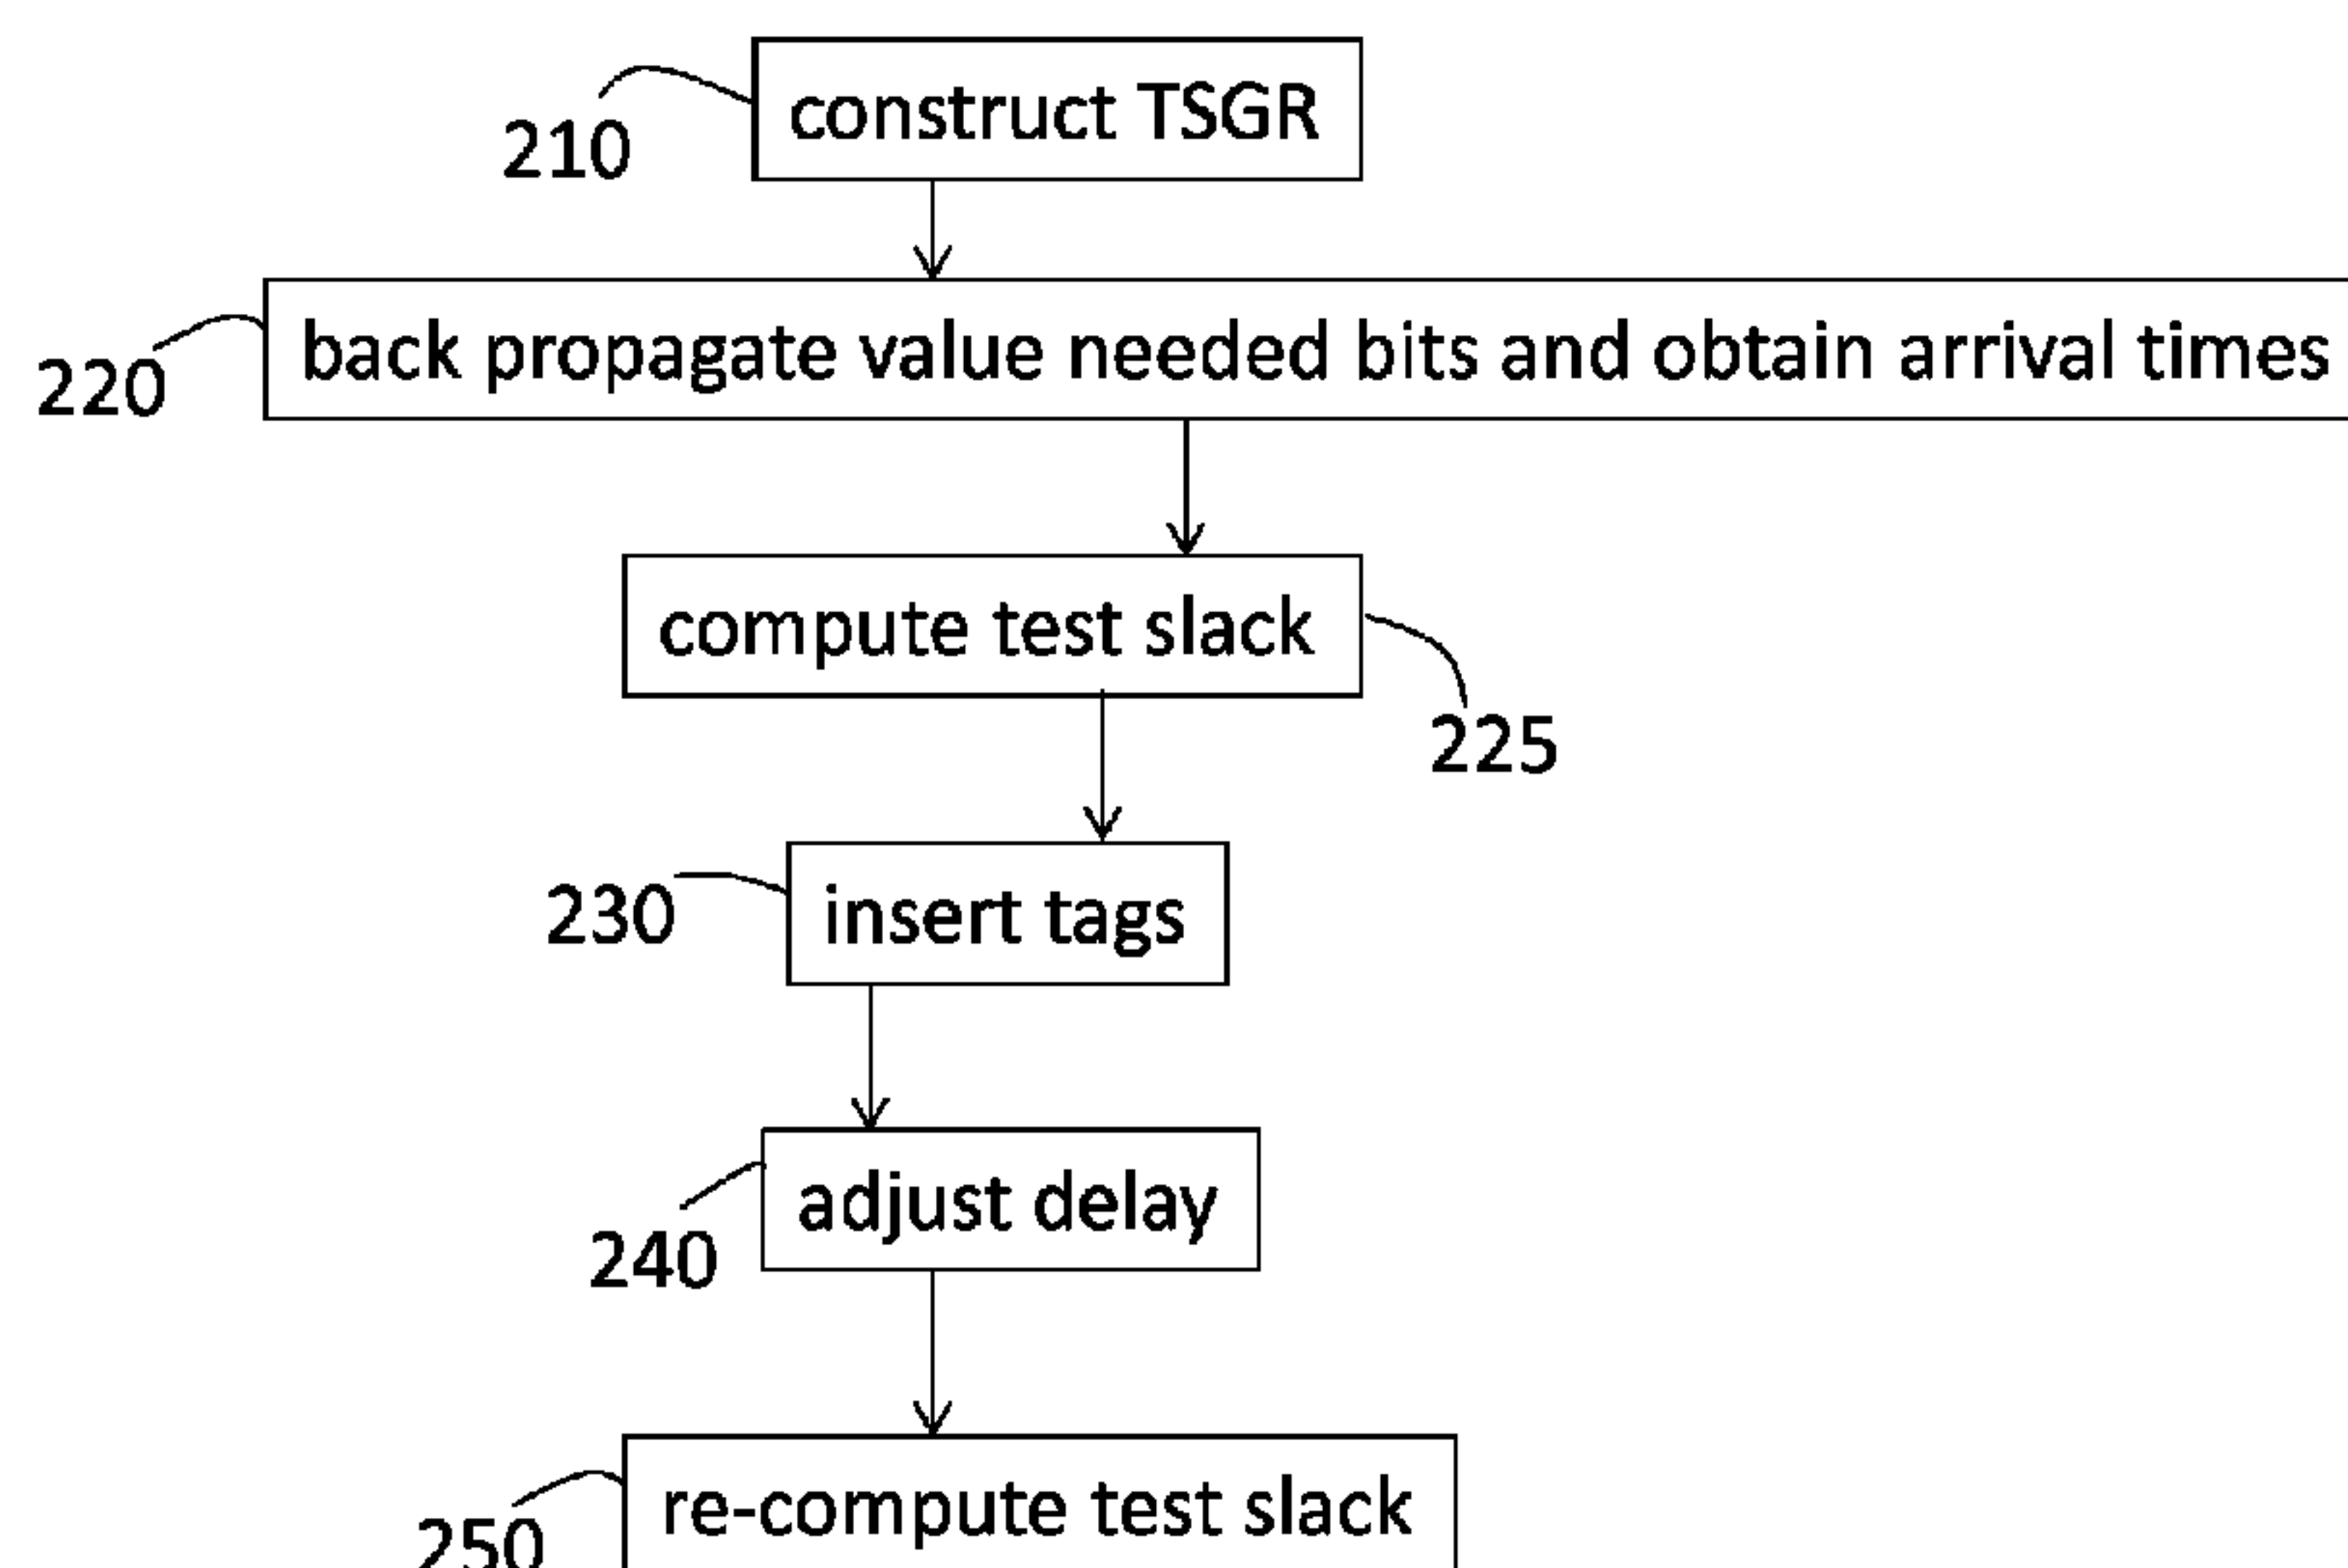 construct TSGR
210
back propagate value needed bits and obtain arrival times
220
compute test slack
225
230
insert tags
adjust delay
240
re-compute test slack
250